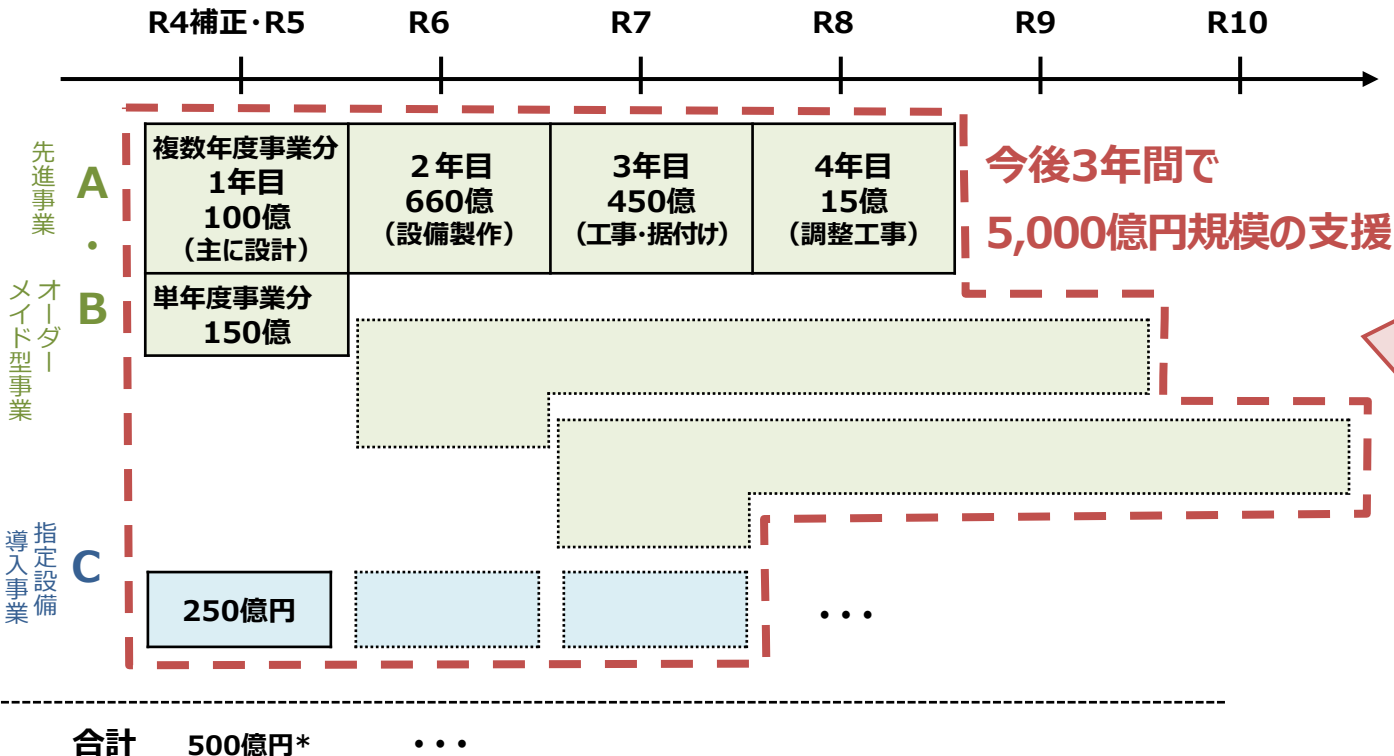 R4補正・R5
R6
R7
R8
R9
R10
先進事業
A
・
B
オーダー
メイド型事業
複数年度事業分
1年目
100億
(主に設計)
２年目
660億
(設備製作)
3年目
450億
(工事・据付け)
4年目
15億
(調整工事)
今後3年間で
5,000億円規模の支援
単年度事業分
150億
指定設備
導入事業
C
250億円
・・・
合計
500億円*
・・・